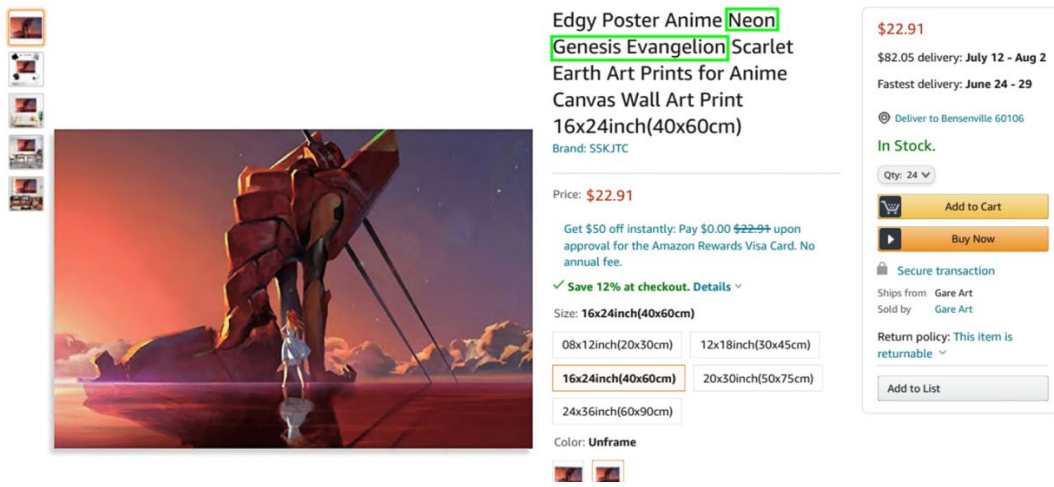 Edgy Poster Anime Neon
Genesis Evangelion Scarlet
Earth Art Prints for Anime
Canvas Wall Art Print
16x24inch(40x60cm)
Brand: SSKJTC
Price: $22.91
Get $50 off instantly: Pay $0.00 $22.91 upon
approval for the Amazon Rewards Visa Card. No
annual fee.
Save 12% at checkout. Details
Size: 16x24inch(40x60cm)
08x12inch(20x30cm) 12x18inch(30x45cm)
16x24inch(40x60cm) 20x30inch(50x75cm)
24x36inch(60x90cm)
Color: Unframe
$22.91
$82.05 delivery: July 12 - Aug 2
Fastest delivery: June 24 - 29
Deliver to Bensenville 60106
In Stock.
Qty: 24
Add to Cart
Buy Now
Secure transaction
Ships from Gare Art
Sold by Gare Art
Return policy: This item is
returnable
Add to List